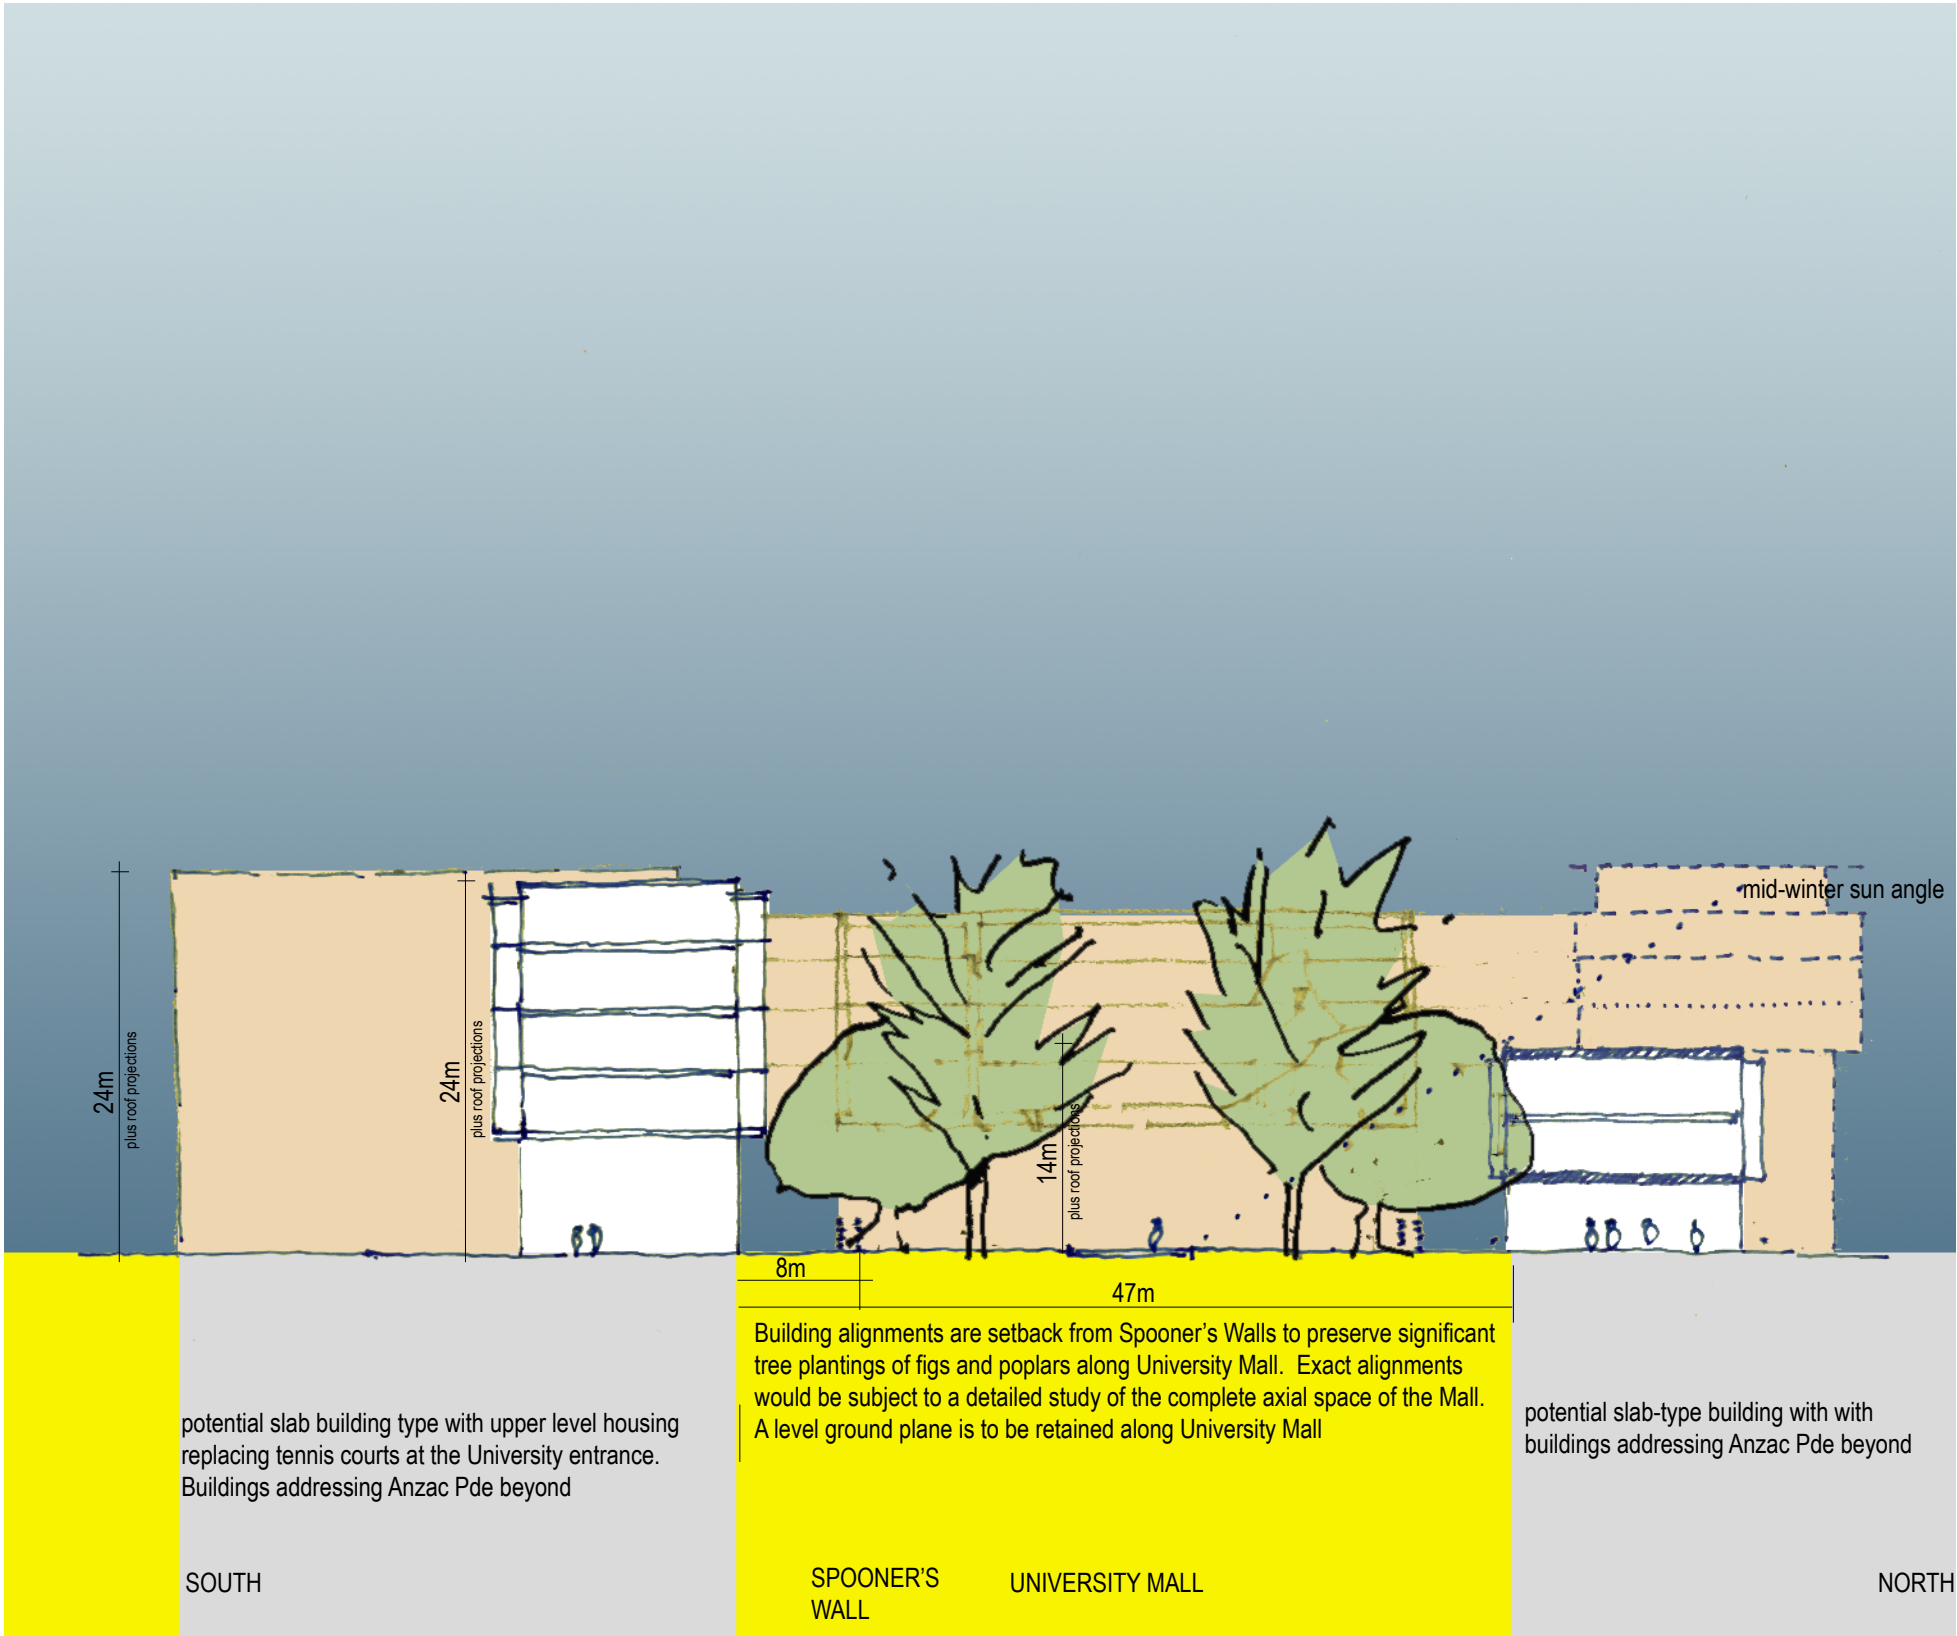 mid-winter sun angle
24m
plus roof projections
24m
plus roof projections
14m
plus roof projections
8m
47m
Building alignments are setback from Spooner's Walls to preserve significant
tree plantings of figs and poplars along University Mall. Exact alignments
would be subject to a detailed study of the complete axial space of the Mall.
A level ground plane is to be retained along University Mall
potential slab building type with upper level housing
replacing tennis courts at the University entrance.
Buildings addressing Anzac Pde beyond
potential slab-type building with with
buildings addressing Anzac Pde beyond
SOUTH
SPOONER'S
WALL
UNIVERSITY MALL
NORTH